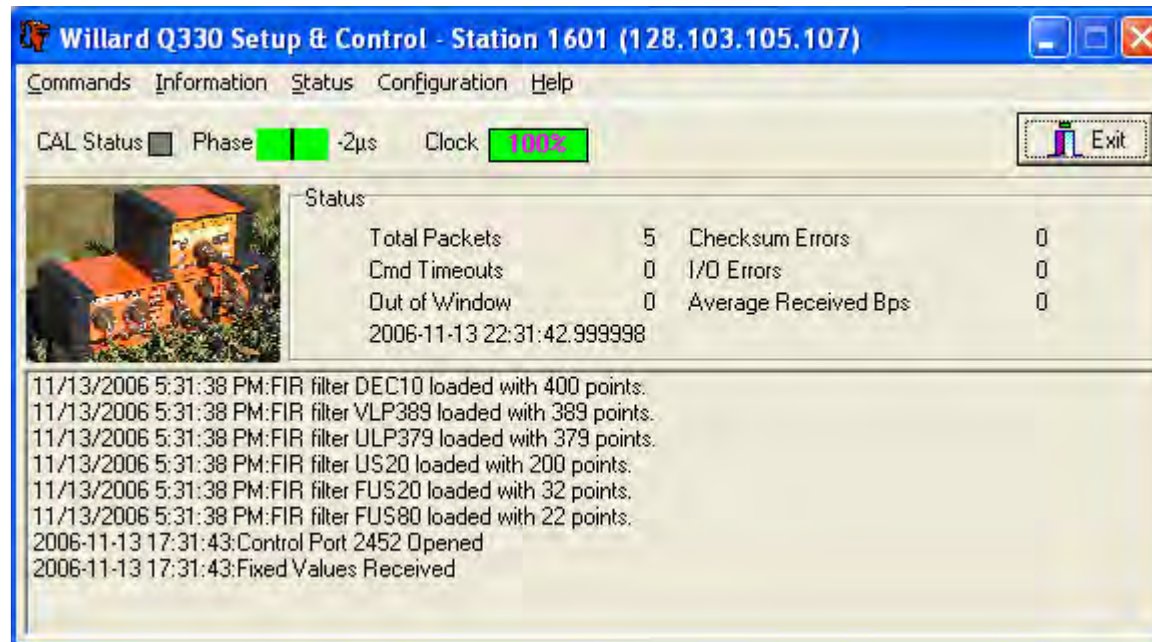 Willard Q330 Setup & Control - Station 1601 (128.103.105.107)
Commands Information Status Configuration Help
CAL Status Phase -2µs Clock 100% Exit
Status
Total Packets 5 Checksum Errors 0
Cmd Timeouts 0 I/O Errors 0
Out of Window 0 Average Received Bps 0
2006-11-13 22:31:42.999998
11/13/2006 5:31:38 PM:FIR filter DEC10 loaded with 400 points.
11/13/2006 5:31:38 PM:FIR filter VLP389 loaded with 389 points.
11/13/2006 5:31:38 PM:FIR filter ULP379 loaded with 379 points.
11/13/2006 5:31:38 PM:FIR filter US20 loaded with 200 points.
11/13/2006 5:31:38 PM:FIR filter FUS20 loaded with 32 points.
11/13/2006 5:31:38 PM:FIR filter FUS80 loaded with 22 points.
2006-11-13 17:31:43:Control Port 2452 Opened
2006-11-13 17:31:43:Fixed Values Received